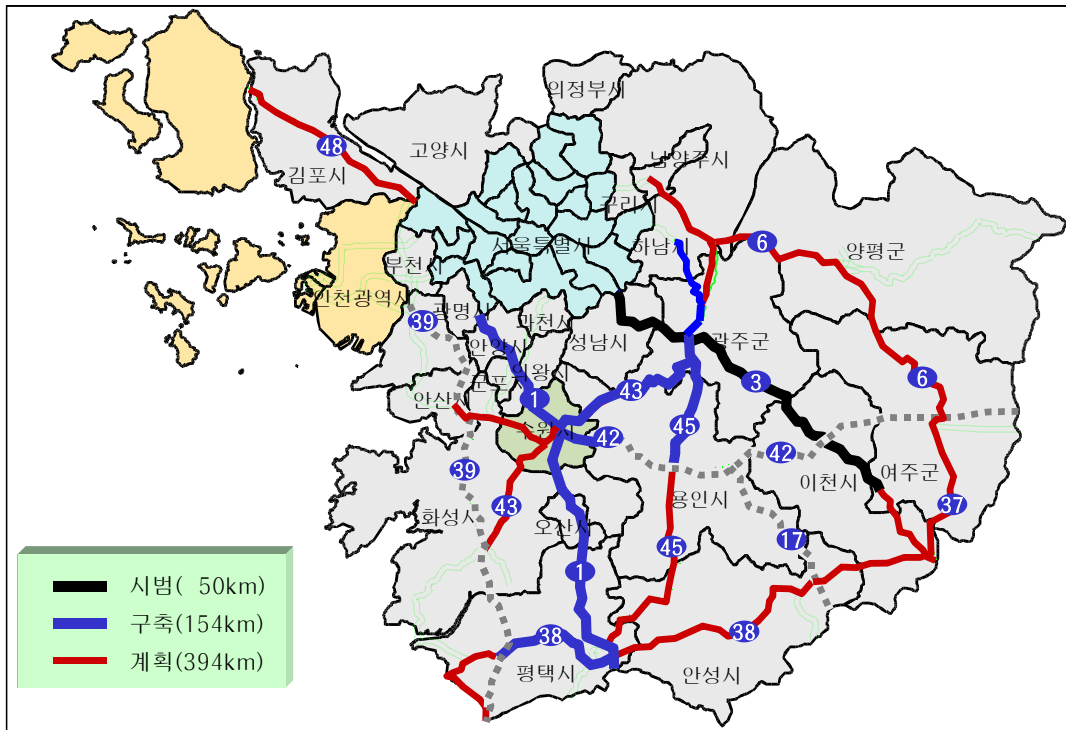 의정부시
고양시
남양주시
48
김포시
구리시
서울특별시
하남시
6
양평군
부천시
인천광역시
광명시
39
과천시
안양시
성남시
광주군
의왕시
군포
3
6
43
안산시
1
수원시
42
45
42
39
이천시
여주군
용인시
37
43
화성시
오산시
17
45
1
38
38
평택시
안성시
시범( 50km)
구축(154km)
계획(394km)